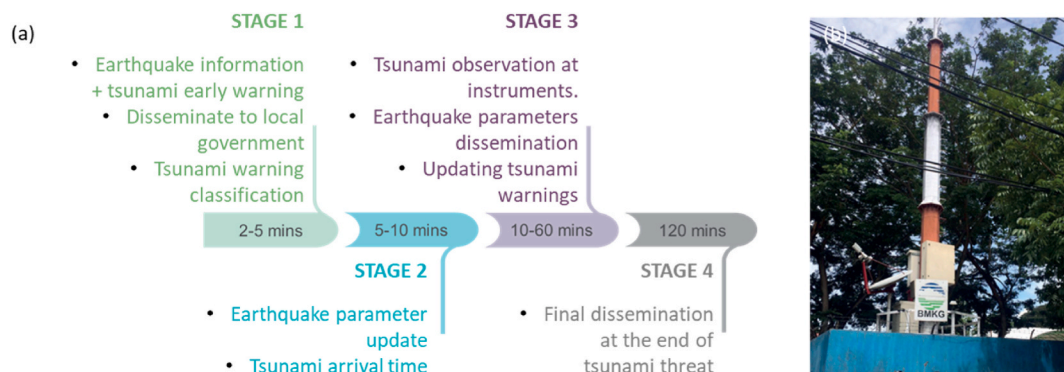 (a)
STAGE 1
• Earthquake information
+ tsunami early warning
• Disseminate to local
government
• Tsunami warning
classification
STAGE 3
• Tsunami observation at
instruments.
• Earthquake parameters
dissemination
• Updating tsunami
warnings
2-5 mins
5-10 mins
10-60 mins
120 mins
STAGE 2
• Earthquake parameter
update
• Tsunami arrival time
STAGE 4
• Final dissemination
at the end of
tsunami threat
(b)
BMKG